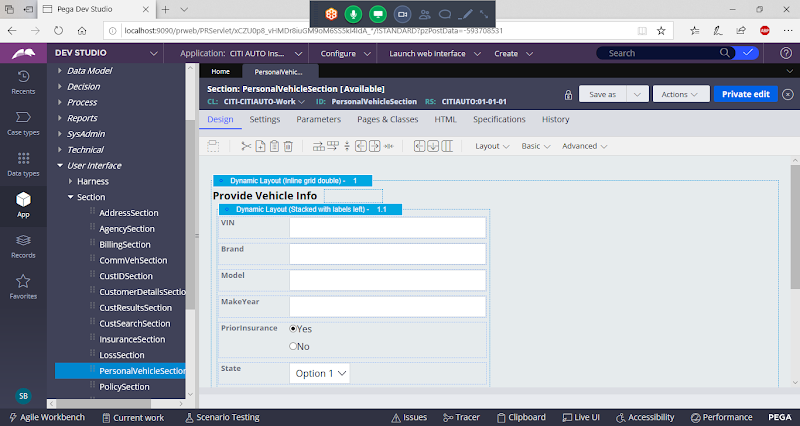 Pega Dev Studio
localhost:9090/prweb/PRServlet/
DEV STUDIO
Application: CITI AUTO Ins...
Configure
Launch web interface
Create
Search
Recents
Case types
Data types
App
Records
Favorites
SB
Data Model
Decision
Process
Reports
SysAdmin
Technical
User Interface
Harness
Section
AddressSection
AgencySection
BillingSection
CommVehSection
CustIDSection
CustomerDetailsSectio
CustResultsSection
CustSearchSection
InsuranceSection
LossSection
PersonalVehicleSection
PolicySection
Home
PersonalVehic...
Section: PersonalVehicleSection [Available]
CL: CITI-CITIAUTO-Work ID: PersonalVehicleSection RS: CITIAUTO:01-01-01
Save as
Actions
Private edit
Design Settings Parameters Pages & Classes HTML Specifications History
Layout Basic Advanced
Dynamic Layout (Inline grid double) - 1
Provide Vehicle Info
Dynamic Layout (Stacked with labels left) - 1.1
VIN
Brand
Model
MakeYear
PriorInsurance Yes
No
State Option 1
Agile Workbench Current work Scenario Testing Issues Tracer Clipboard Live UI Accessibility Performance PEGA